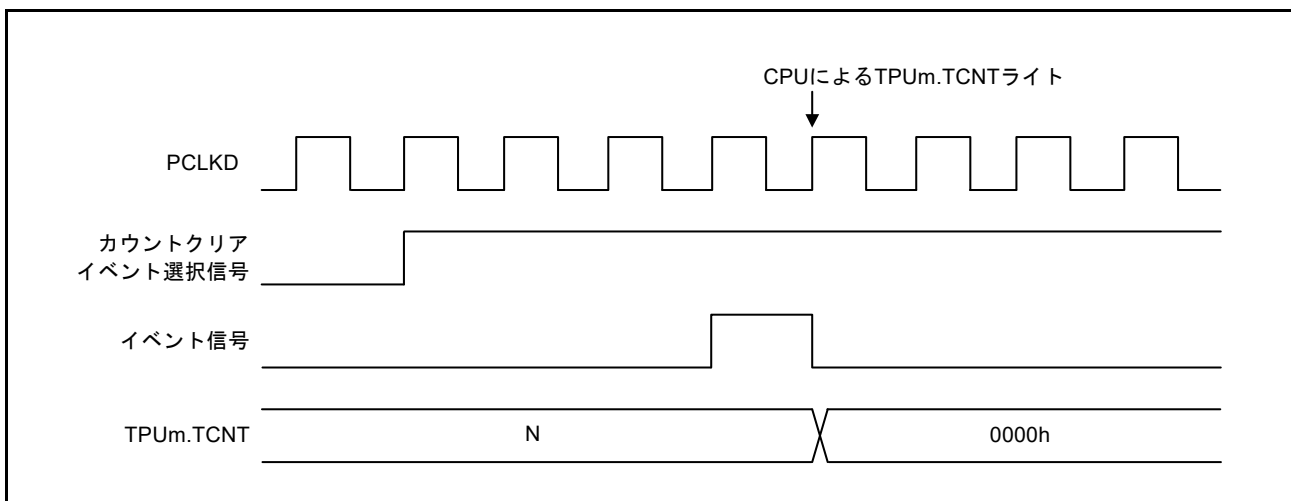 CPUによるTPUm.TCNTライト
PCLKD
カウントクリア
イベント選択信号
イベント信号
TPUm.TCNT
N
0000h